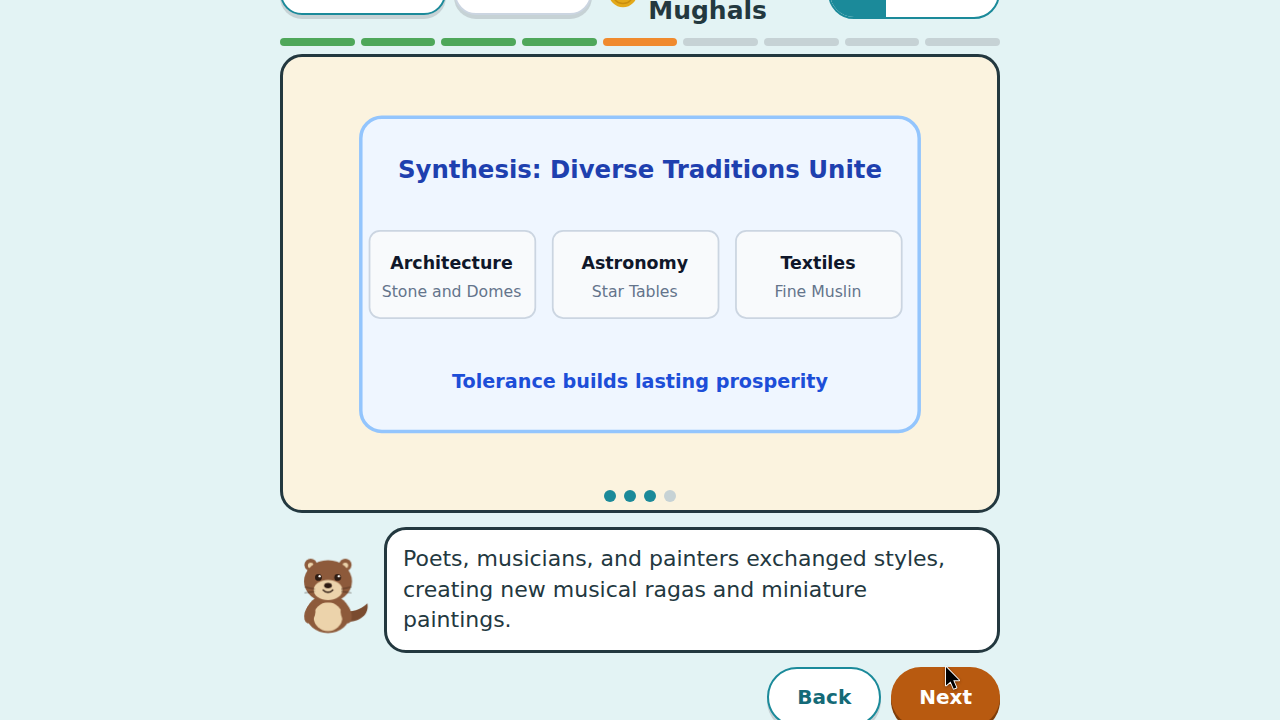 Mughals
Synthesis: Diverse Traditions Unite
Architecture
Stone and Domes
Astronomy
Star Tables
Textiles
Fine Muslin
Tolerance builds lasting prosperity
Poets, musicians, and painters exchanged styles,
creating new musical ragas and miniature
paintings.
Back
Next